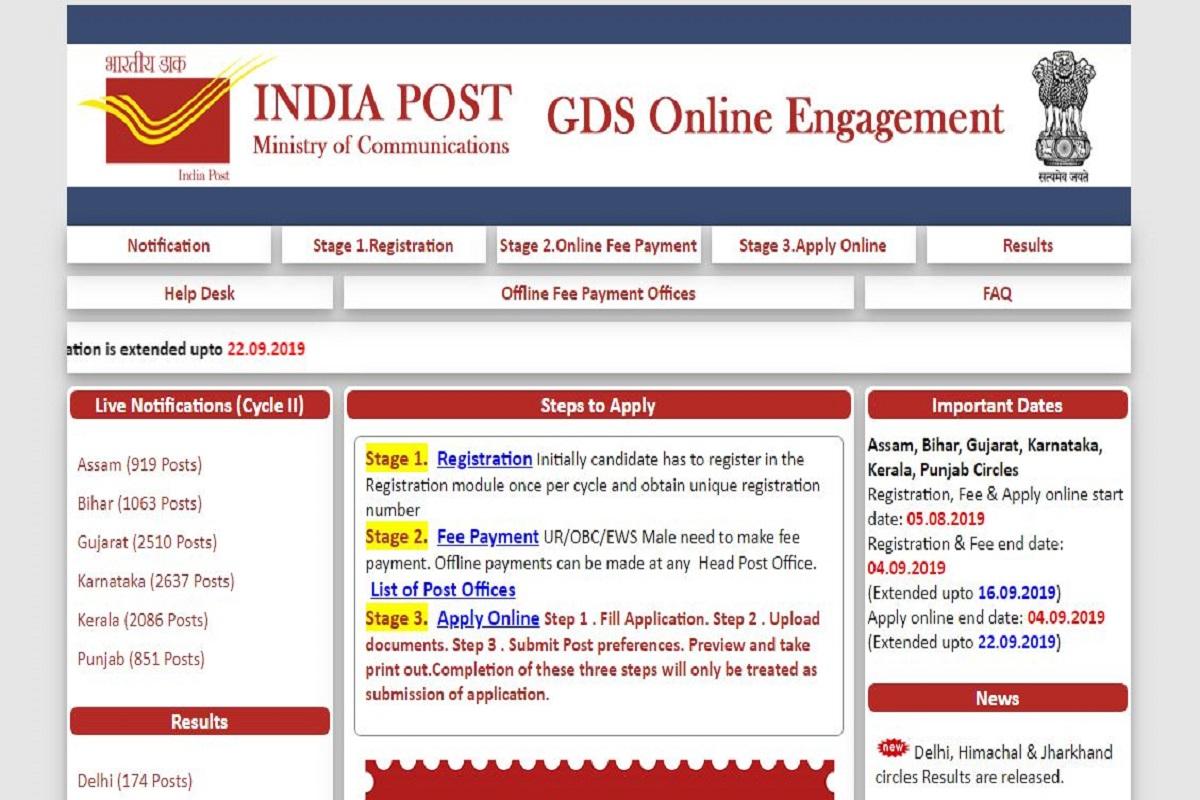 भारतीय डाक
India Post
INDIA POST
Ministry of Communications
GDS Online Engagement
सत्यमेव जयते
Notification
Stage 1.Registration
Stage 2.Online Fee Payment
Stage 3.Apply Online
Results
Help Desk
Offline Fee Payment Offices
FAQ
ation is extended upto 22.09.2019
Live Notifications (Cycle II)
Assam (919 Posts)
Bihar (1063 Posts)
Gujarat (2510 Posts)
Karnataka (2637 Posts)
Kerala (2086 Posts)
Punjab (851 Posts)
Results
Delhi (174 Posts)
Steps to Apply
Stage 1. Registration Initially candidate has to register in the
Registration module once per cycle and obtain unique registration
number
Stage 2. Fee Payment UR/OBC/EWS Male need to make fee
payment. Offline payments can be made at any Head Post Office.
List of Post Offices
Stage 3. Apply Online Step 1 . Fill Application. Step 2 . Upload
documents. Step 3 . Submit Post preferences. Preview and take
print out.Completion of these three steps will only be treated as
submission of application.
Important Dates
Assam, Bihar, Gujarat, Karnataka,
Kerala, Punjab Circles
Registration, Fee & Apply online start
date: 05.08.2019
Registration & Fee end date:
04.09.2019
(Extended upto 16.09.2019)
Apply online end date: 04.09.2019
(Extended upto 22.09.2019)
News
new Delhi, Himachal & Jharkhand
circles Results are released.